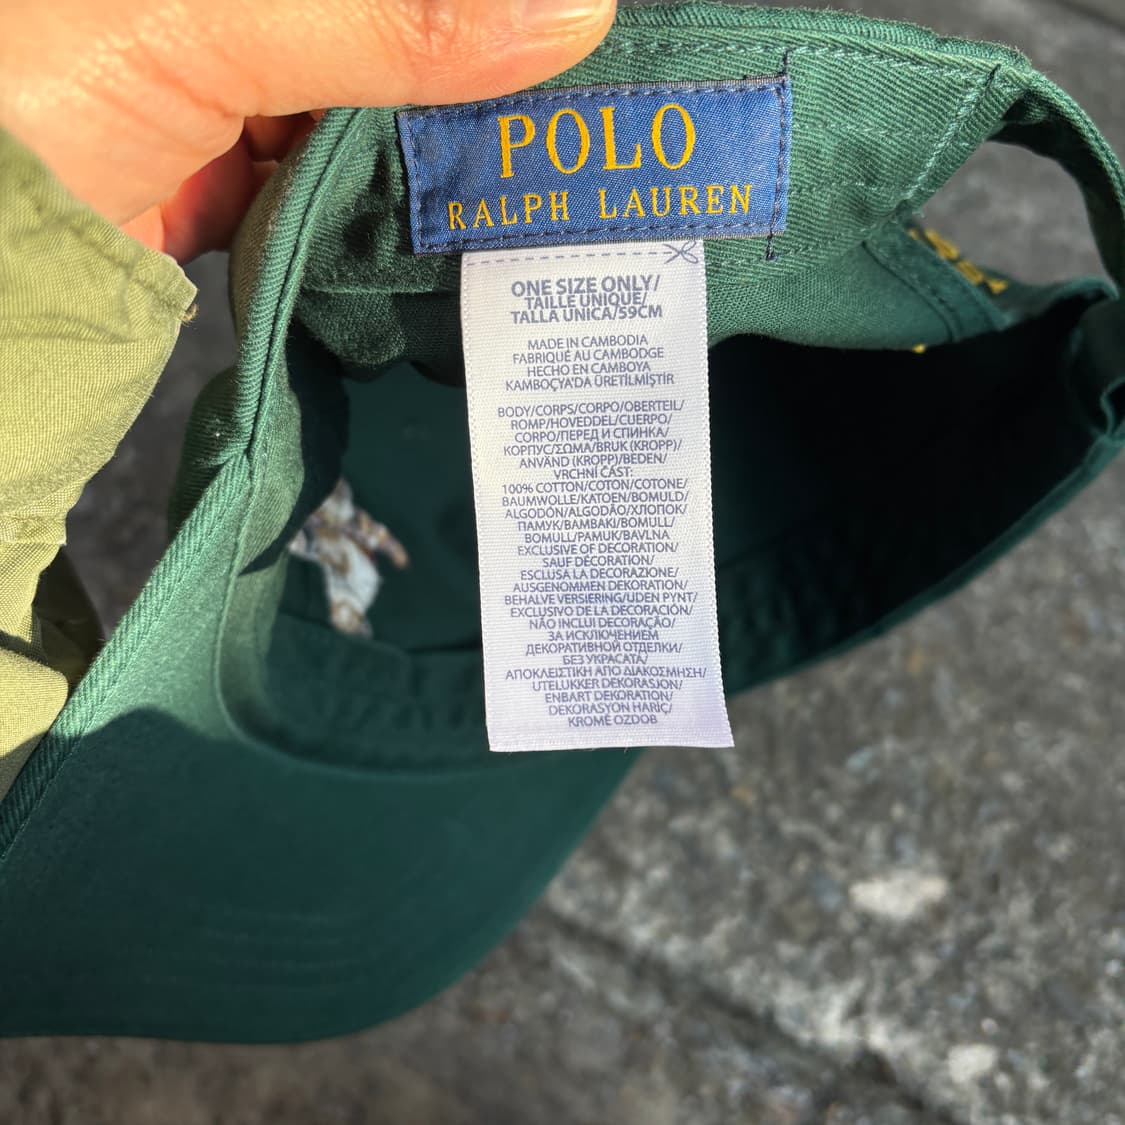 POLO
RALPH LAUREN
ONE SIZE ONLY/
TAILLE UNIQUE/
TALLA UNICA/59CM
MADE IN CAMBODIA
FABRIQUÉ AU CAMBODGE
HECHO EN CAMBOYA
KAMBOÇYA'DA ÜRETİLMİŞTİR
BODY/CORPS/CORPO/OBERTEIL/
ROMP/HOVEDDEL/CUERPO/
CORPO/ПЕРЕД И СПИНКА/
КОРПУС/ΣΩΜΑ/BRUK (KROPP)/
ANVÄND (KROPP)/BEDEN/
VRCHNÍ ČÁST:
100% COTTON/COTON/COTONE/
BAUMWOLLE/KATOEN/BOMULD/
ALGODÓN/ALGODÃO/ХЛОПОК/
ПАМУК/ΒΑΜΒΑΚΙ/BOMULL/
BOMULL/PAMUK/BAVLNA
EXCLUSIVE OF DECORATION/
SAUF DÉCORATION/
ESCLUSA LA DECORAZIONE/
AUSGENOMMEN DEKORATION/
BEHALVE VERSIERING/UDEN PYNT/
EXCLUSIVO DE LA DECORACIÓN/
NÃO INCLUI DECORAÇÃO/
ЗА ИСКЛЮЧЕНИЕМ
ДЕКОРАТИВНОЙ ОТДЕЛКИ/
БЕЗ УКРАСАТА/
ΑΠΟΚΛΕΙΣΤΙΚΗ ΑΠΟ ΔΙΑΚΟΣΜΗΣΗ/
UTELUKKER DEKORASJON/
ENBART DEKORATION/
DEKORASYON HARİÇ/
KROMĚ OZDOB